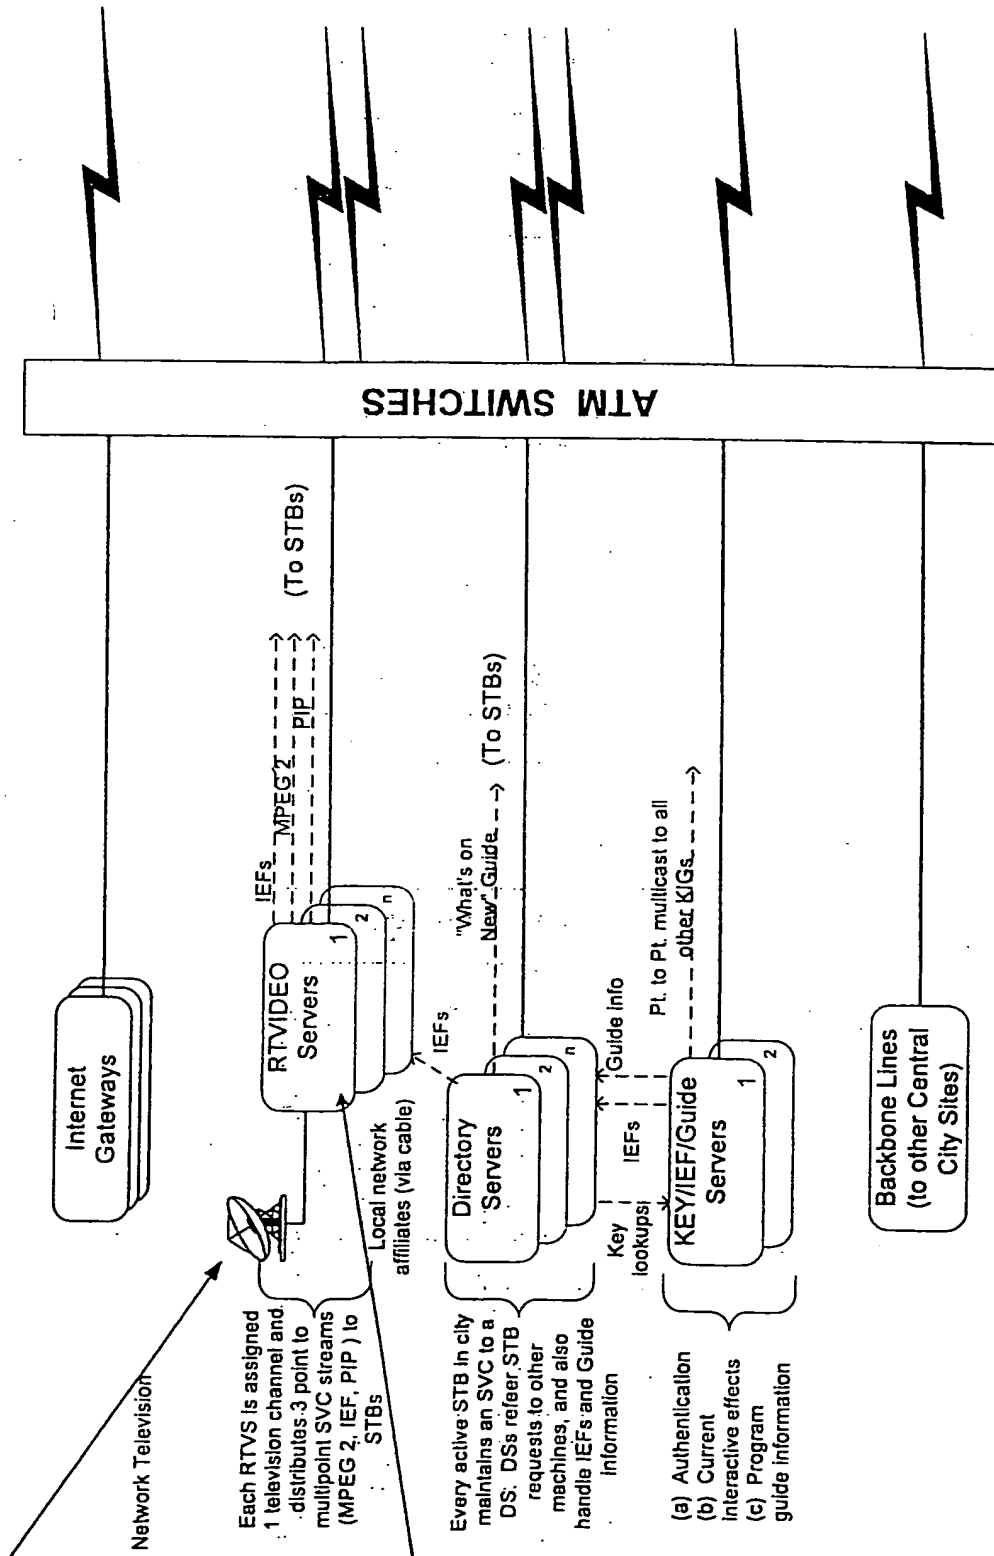 Network Television
Each RTVS is assigned
1 television channel and
distributes 3 point to
multipoint SVC streams
(MPEG 2, IEF, PIP ) to
STBs
Every active STB in city
maintains an SVC to a
DS. DSs refeer STB
requests to other
machines, and also
handle IEFs and Guide
Information
(a) Authentication
(b) Current
Interactive effects
(c) Program
guide information
Internet
Gateways
RTVIDEO
Servers
1
2
n
IEFs
MPEG 2
PIP
(To STBs)
Local network
affiliates (via cable)
IEFs
Directory
Servers
1
2
n
"What's on
New" Guide
(To STBs)
Key
lookups
IEFs
Guide info
KEY/IEF/Guide
Servers
1
2
Pt. to Pt. multicast to all
other KIGs
Backbone Lines
(to other Central
City Sites)
ATM SWITCHES